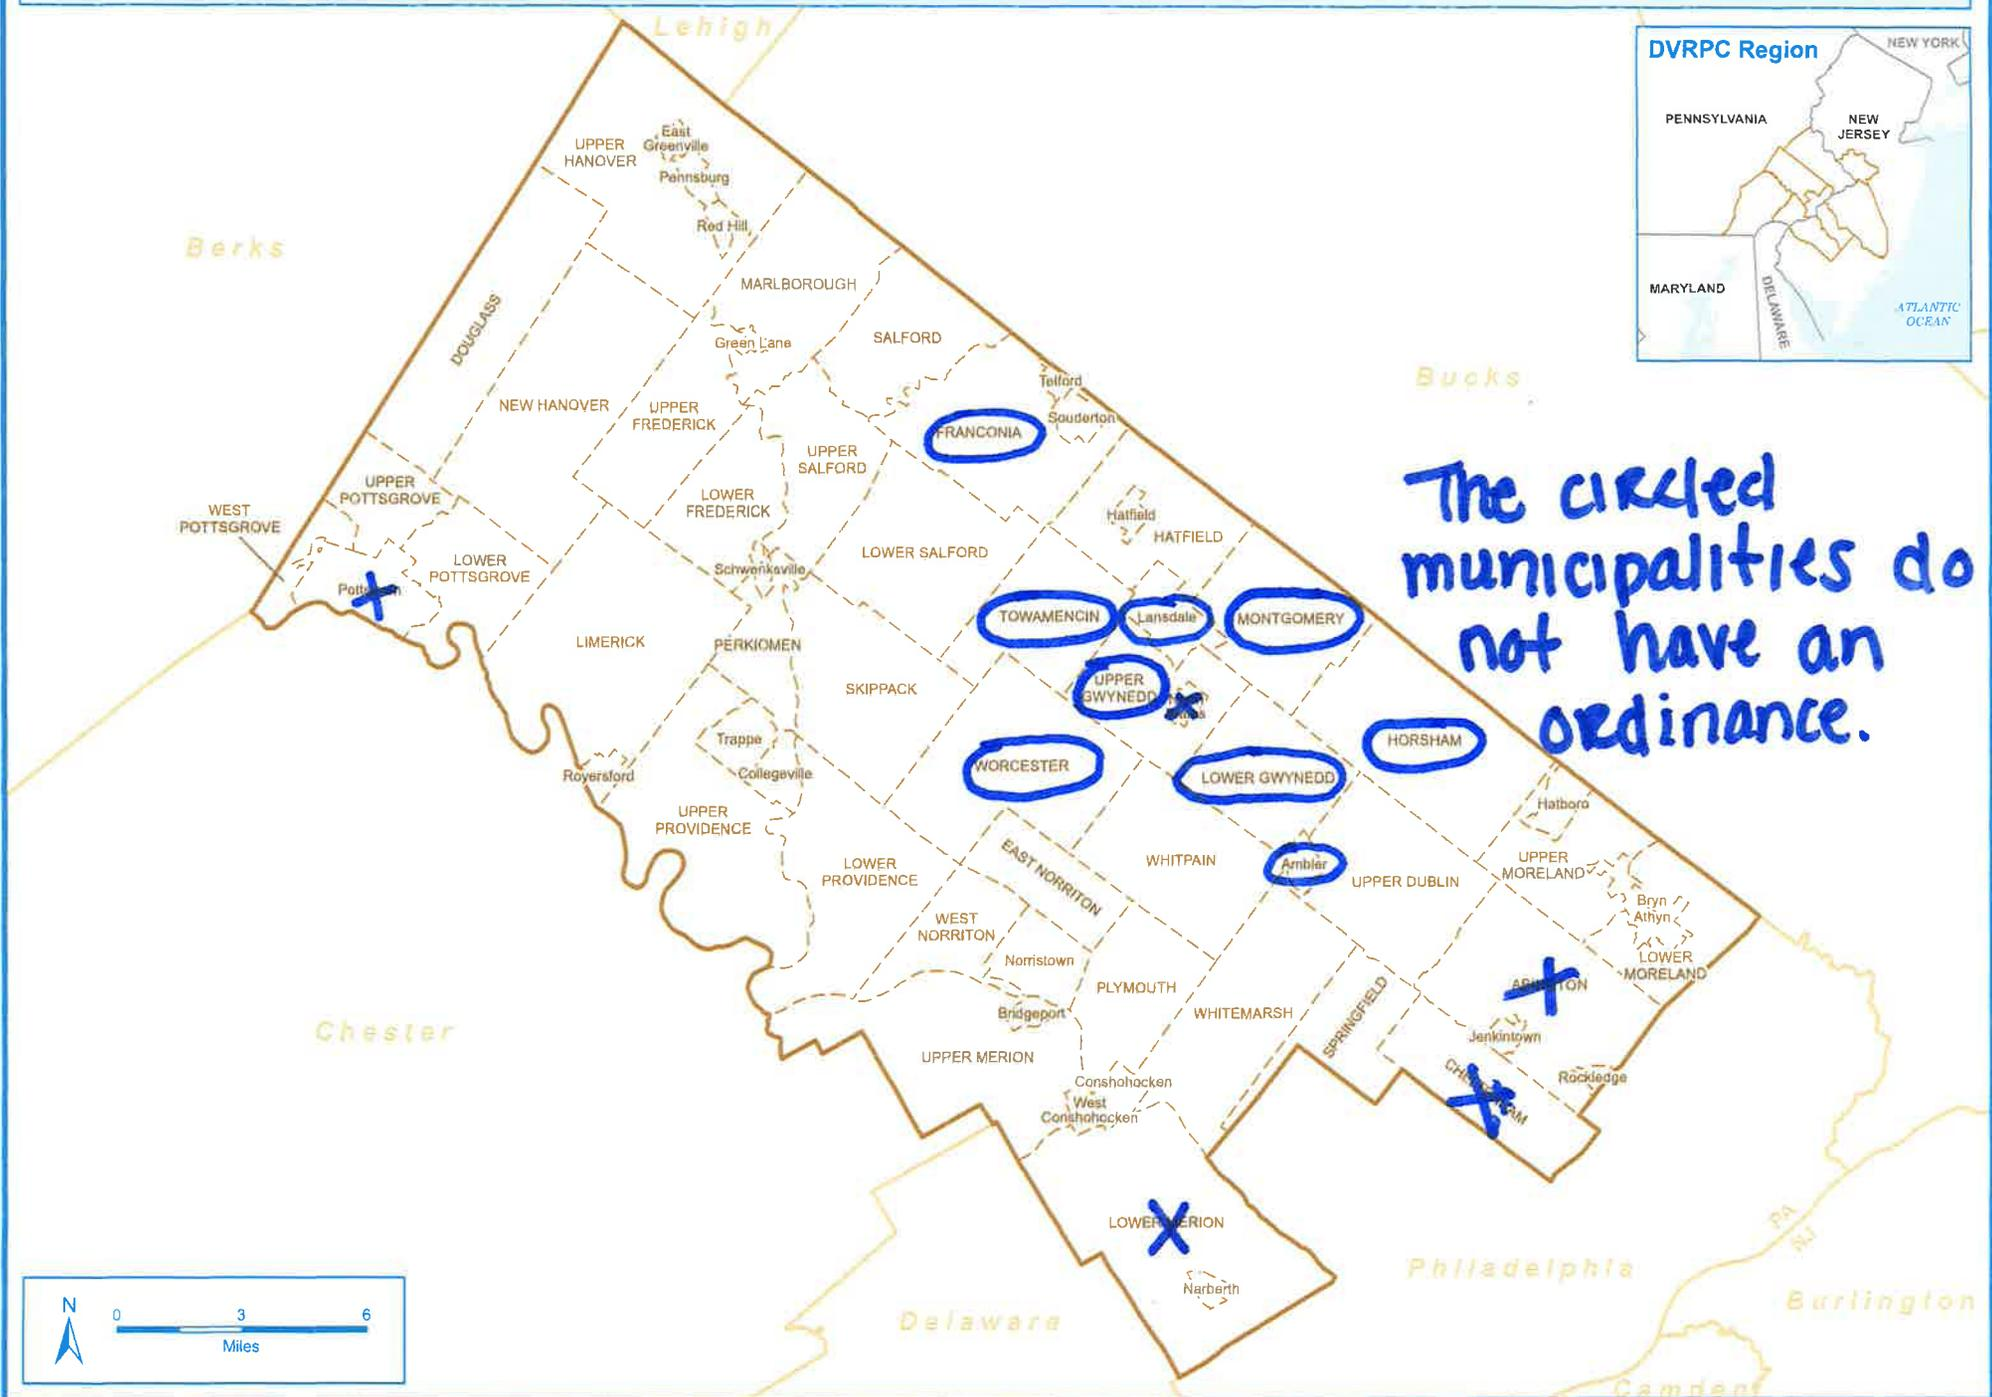 Lehigh
DVRPC Region
NEW YORK
PENNSYLVANIA
NEW
JERSEY
MARYLAND
DELAWARE
ATLANTIC
OCEAN
Berks
Bucks
UPPER
HANOVER
East
Greenville
Pennsburg
Red Hill
MARLBOROUGH
DOUGLASS
Green Lane
SALFORD
Telford
Souderton
NEW HANOVER
UPPER
FREDERICK
FRANCONIA
UPPER
SALFORD
UPPER
POTTSGROVE
WEST
POTTSGROVE
LOWER
FREDERICK
Hatfield
HATFIELD
The circled
municipalities do
not have an
ordinance.
LOWER
POTTSGROVE
LOWER SALFORD
Schwenksville
TOWAMENCIN
Lansdale
MONTGOMERY
LIMERICK
PERKIOMEN
SKIPPACK
UPPER
GWYNEDD
Trappe
Collegeville
Royersford
WORCESTER
LOWER GWYNEDD
HORSHAM
Hatboro
UPPER
PROVIDENCE
LOWER
PROVIDENCE
EAST NORRITON
WHITPAIN
Ambler
UPPER DUBLIN
UPPER
MORELAND
Bryn
Athyn
LOWER
MORELAND
WEST
NORRITON
Norristown
PLYMOUTH
WHITEMARSH
SPRINGFIELD
Bridgeport
Jenkintown
Rockledge
Chester
UPPER MERION
Conshohocken
West
Conshohocken
LOWER MERION
Narberth
PA
NJ
Philadelphia
Burlington
Delaware
Camden
N
0 3 6
Miles